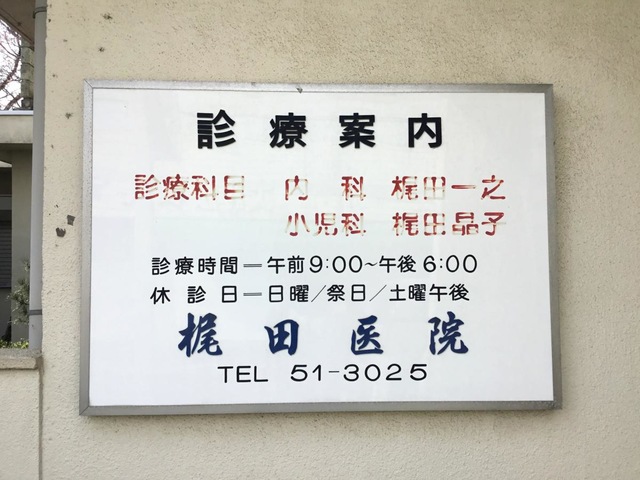 診療案内
診療科目 内科 梶田一之
小児科 梶田晶子
診療時間－午前9:00～午後6:00
休診日－日曜／祭日／土曜午後
梶田医院
TEL 51-3025